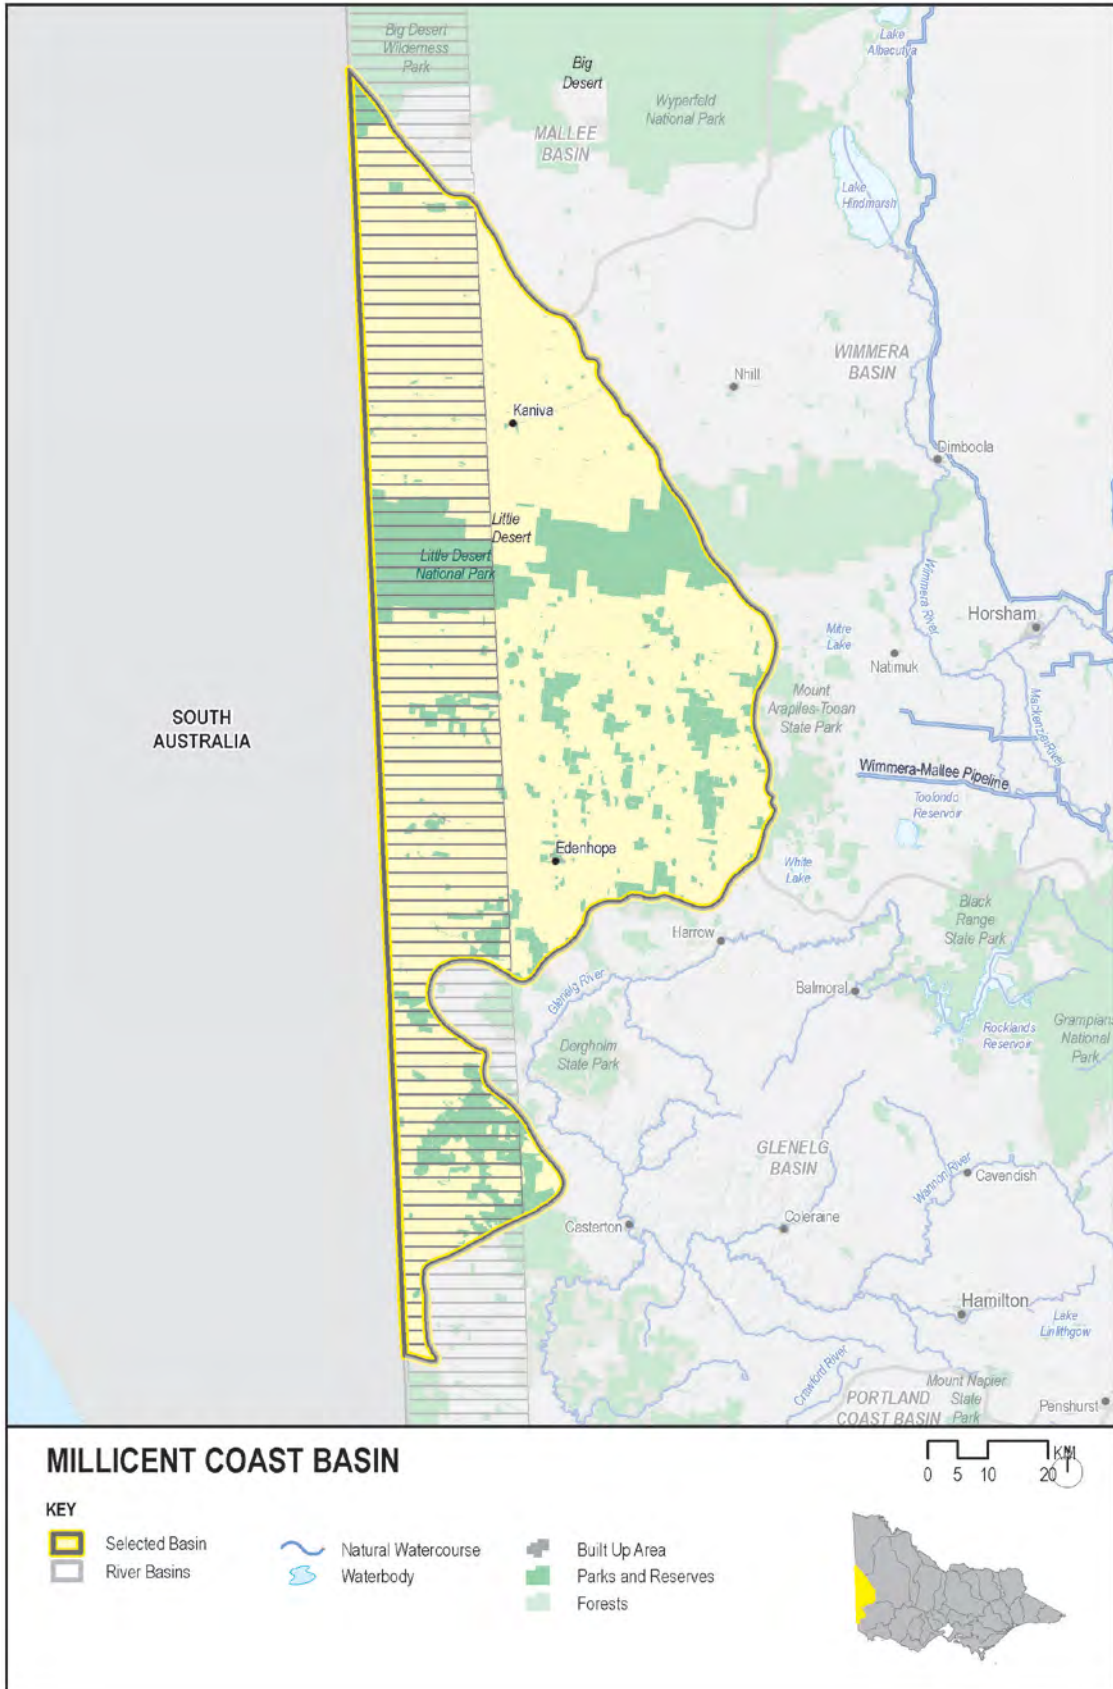 Big Desert
Wilderness
Park
Big
Desert
Lake
Albacutya
Wyperfeld
National Park
MALLEE
BASIN
Lake
Hindmarsh
WIMMERA
BASIN
Nhill
Kaniva
Dimboola
Little
Desert
Little Desert
National Park
Wimmera River
Horsham
Mitre
Lake
Natimuk
Mount
Arapiles-Tooan
State Park
Mackenzie River
SOUTH
AUSTRALIA
Wimmera-Mallee Pipeline
Toolondo
Reservoir
Edenhope
White
Lake
Black
Range
State Park
Harrow
Glenelg River
Balmoral
Rocklands
Reservoir
Grampians
National
Park
Dergholm
State Park
GLENELG
BASIN
Wannon River
Cavendish
Casterton
Coleraine
Hamilton
Lake
Linlithgow
Crawford River
Mount Napier
State
Park
PORTLAND
COAST BASIN
Penshurst
MILLICENT COAST BASIN
KM
0 5 10 20
KEY
Selected Basin
River Basins
Natural Watercourse
Waterbody
Built Up Area
Parks and Reserves
Forests